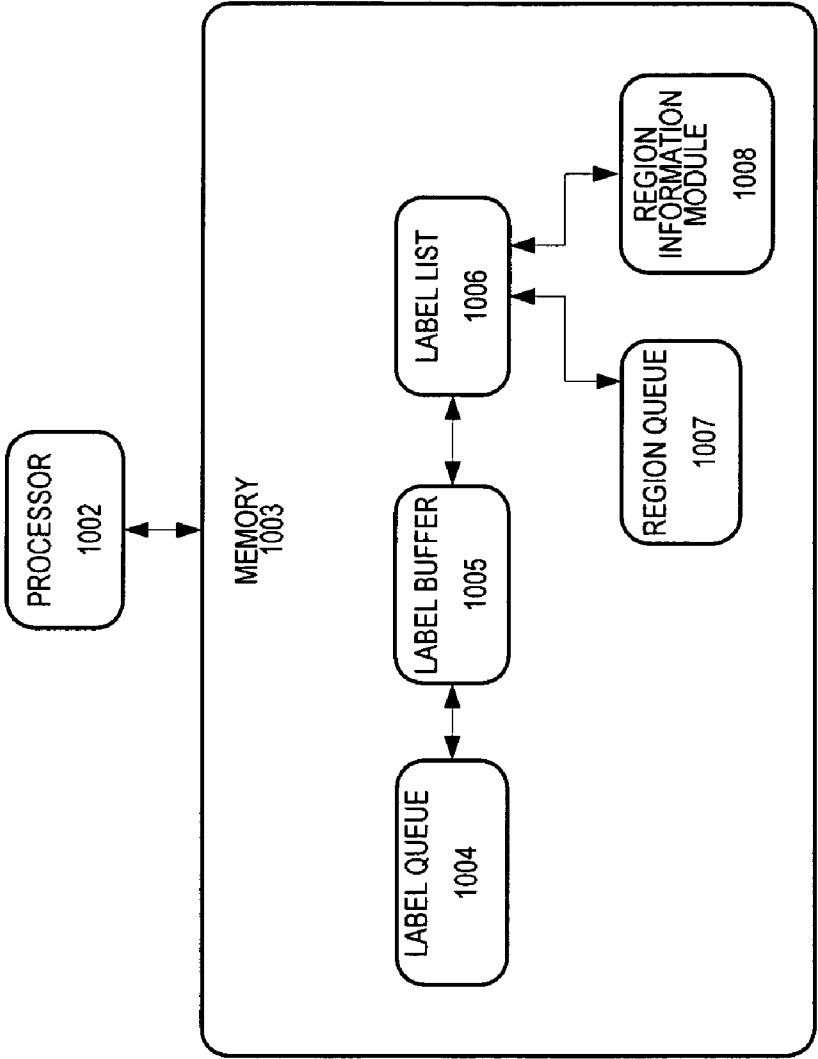 PROCESSOR
1002
MEMORY
1003
LABEL QUEUE
1004
LABEL BUFFER
1005
LABEL LIST
1006
REGION QUEUE
1007
REGION
INFORMATION
MODULE
1008